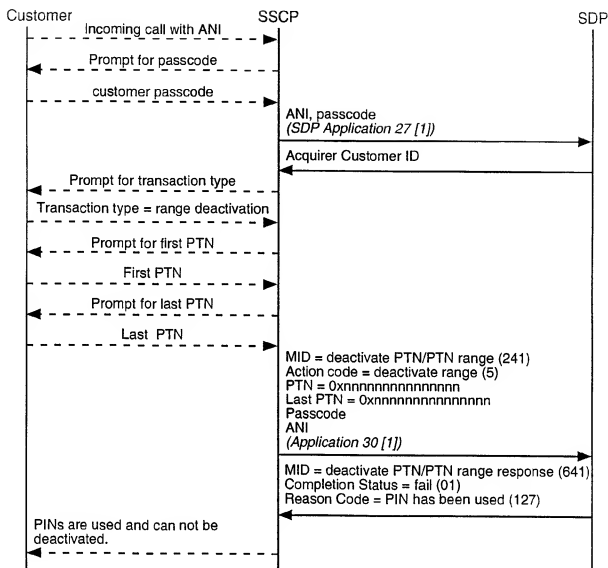 Customer SSCP SDP
Incoming call with ANI
Prompt for passcode
customer passcode
ANI, passcode
(SDP Application 27 [1])
Acquirer Customer ID
Prompt for transaction type
Transaction type = range deactivation
Prompt for first PTN
First PTN
Prompt for last PTN
Last PTN
MID = deactivate PTN/PTN range (241)
Action code = deactivate range (5)
PTN = 0xnnnnnnnnnnnnnnn
Last PTN = 0xnnnnnnnnnnnnnnn
Passcode
ANI
(Application 30 [1])
MID = deactivate PTN/PTN range response (641)
Completion Status = fail (01)
Reason Code = PIN has been used (127)
PINs are used and can not be
deactivated.